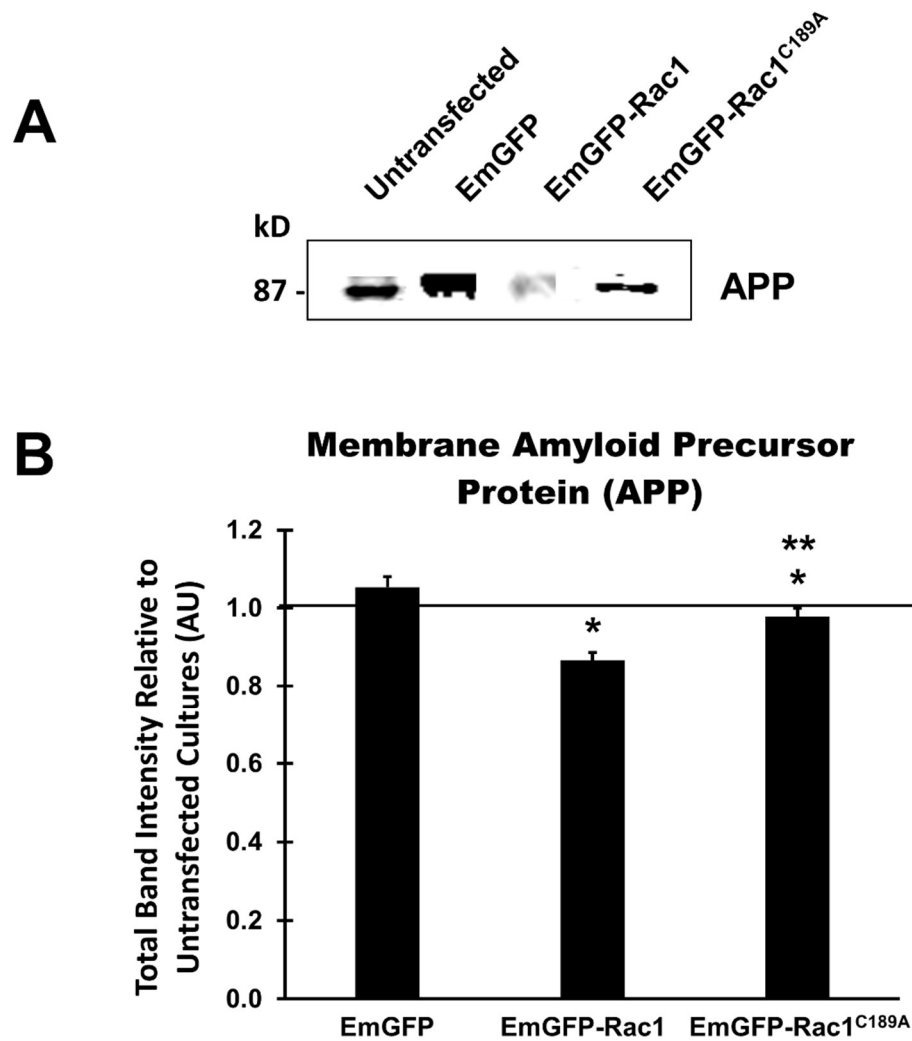 A
Untransfected
EmGFP
EmGFP-Rac1
EmGFP-Rac1C189A
kD
87 -
APP
B
Membrane Amyloid Precursor
Protein (APP)
Total Band Intensity Relative to
Untransfected Cultures (AU)
1.2
1.0
0.8
0.6
0.4
0.2
0.0
*
**
*
EmGFP
EmGFP-Rac1
EmGFP-Rac1C189A